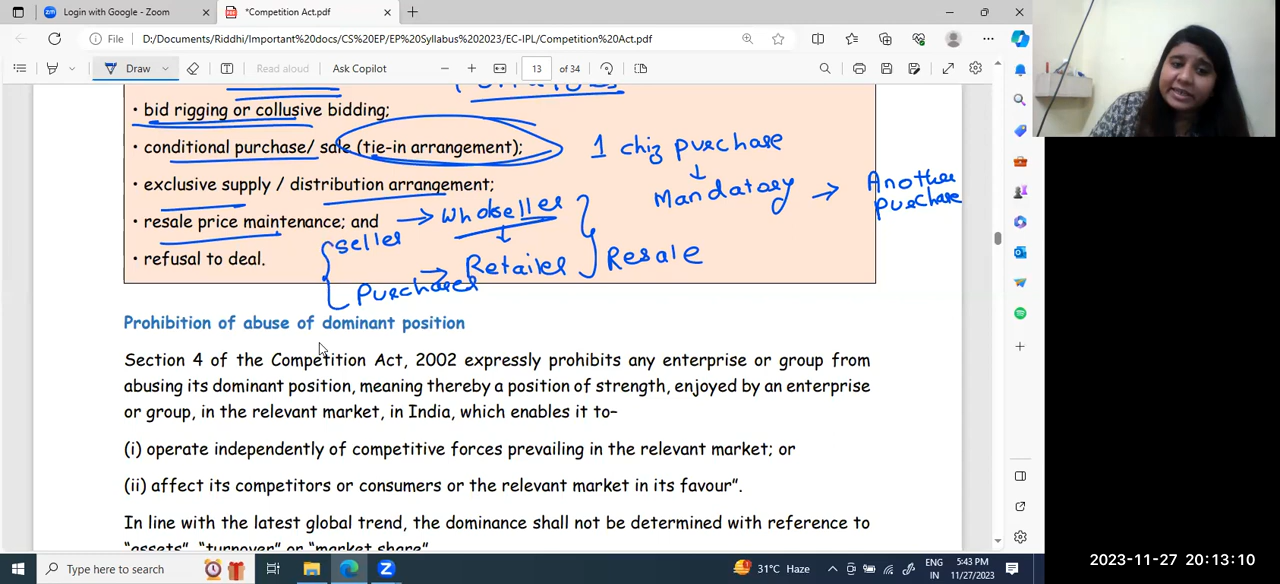 Login with Google - Zoom
*Competition Act.pdf
File
D:/Documents/Riddhi/Important%20docs/CS%20EP/EP%20Syllabus%202023/EC-IPL/Competition%20Act.pdf
Draw
Read aloud
Ask Copilot
13 of 34
• bid rigging or collusive bidding;
• conditional purchase/ sale (tie-in arrangement);
1 chiz purchase
• exclusive supply / distribution arrangement;
Mandatory → Another purchase
• resale price maintenance; and
→ Wholseller
Seller
• refusal to deal.
→ Retailer
Resale
Purchaser
Prohibition of abuse of dominant position
Section 4 of the Competition Act, 2002 expressly prohibits any enterprise or group from
abusing its dominant position, meaning thereby a position of strength, enjoyed by an enterprise
or group, in the relevant market, in India, which enables it to–
(i) operate independently of competitive forces prevailing in the relevant market; or
(ii) affect its competitors or consumers or the relevant market in its favour”.
In line with the latest global trend, the dominance shall not be determined with reference to
“assets”, “turnover” or “market share”
Type here to search
31°C Haze
ENG
IN
5:43 PM
11/27/2023
2023-11-27 20:13:10